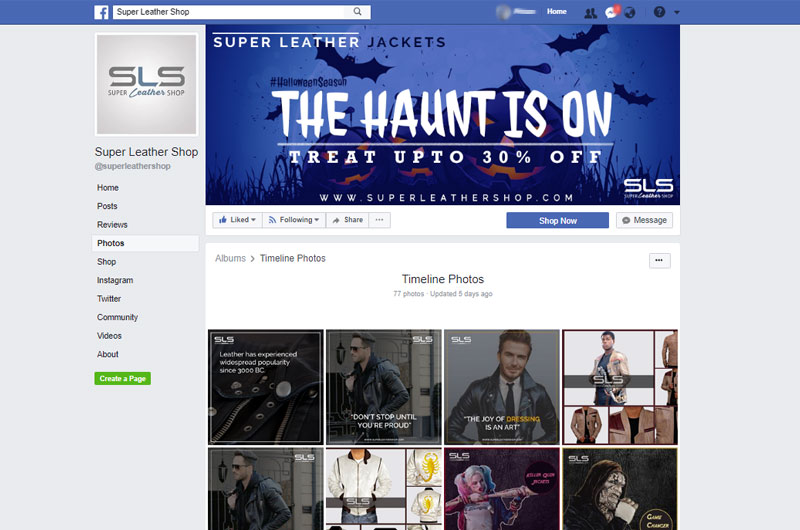 Super Leather Shop
Home
SLS
SUPER Leather SHOP
Super Leather Shop
@superleathershop
Home
Posts
Reviews
Photos
Shop
Instagram
Twitter
Community
Videos
About
Create a Page
SUPER LEATHER JACKETS
#HalloweenSeason
THE HAUNT IS ON
TREAT UPTO 30% OFF
WWW.SUPERLEATHERSHOP.COM
SLS
SUPER Leather SHOP
Liked
Following
Share
Shop Now
Message
Albums > Timeline Photos
Timeline Photos
77 photos · Updated 5 days ago
SLS
Leather has experienced
widespread popularity
since 3000 BC.
SLS
"DON'T STOP UNTIL
YOU'RE PROUD"
SLS
"THE JOY OF DRESSING
IS AN ART"
SLS
SLS
SLS
SLS
KILLER QUIN
JACKET
SLS
GAME
CHANGER